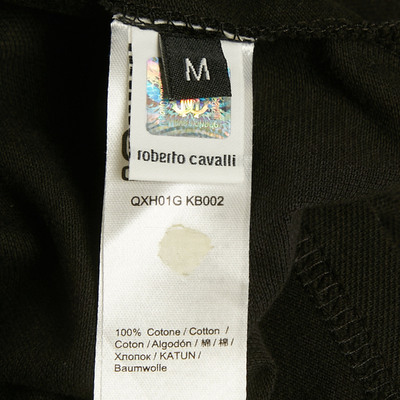 M
roberto cavalli
QXH01G KB002
100% Cotone / Cotton /
Coton / Algodón / 綿 / 棉 /
Хлопок / KATUN /
Baumwolle